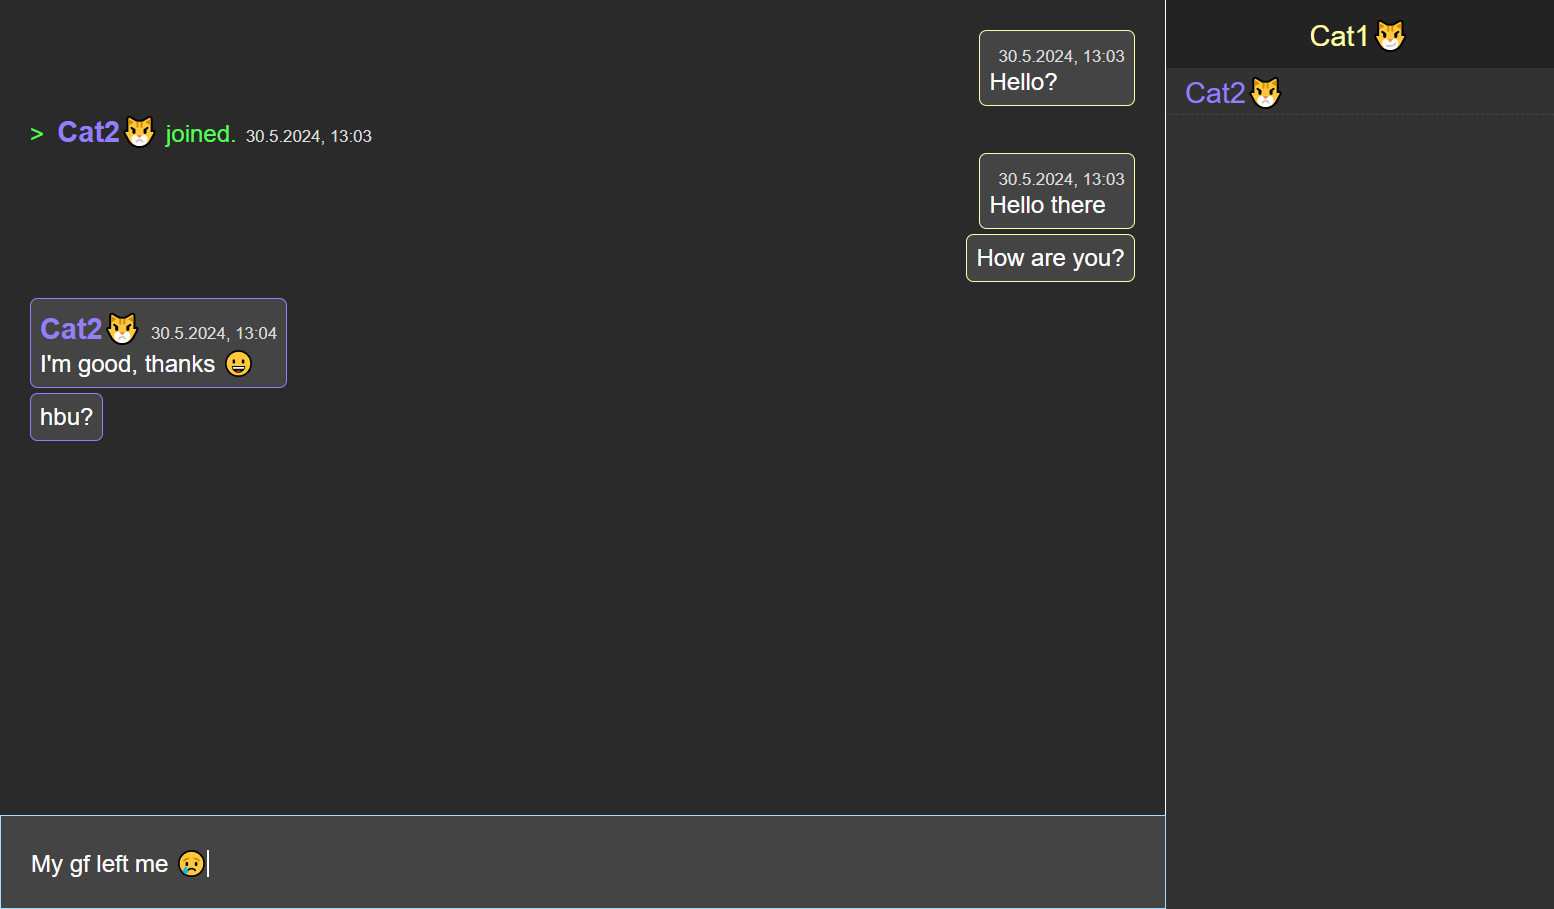 30.5.2024, 13:03
Hello?
> Cat2🐱 joined. 30.5.2024, 13:03
30.5.2024, 13:03
Hello there
How are you?
Cat2🐱 30.5.2024, 13:04
I'm good, thanks 😀
hbu?
My gf left me 😢
Cat1🐱
Cat2🐱